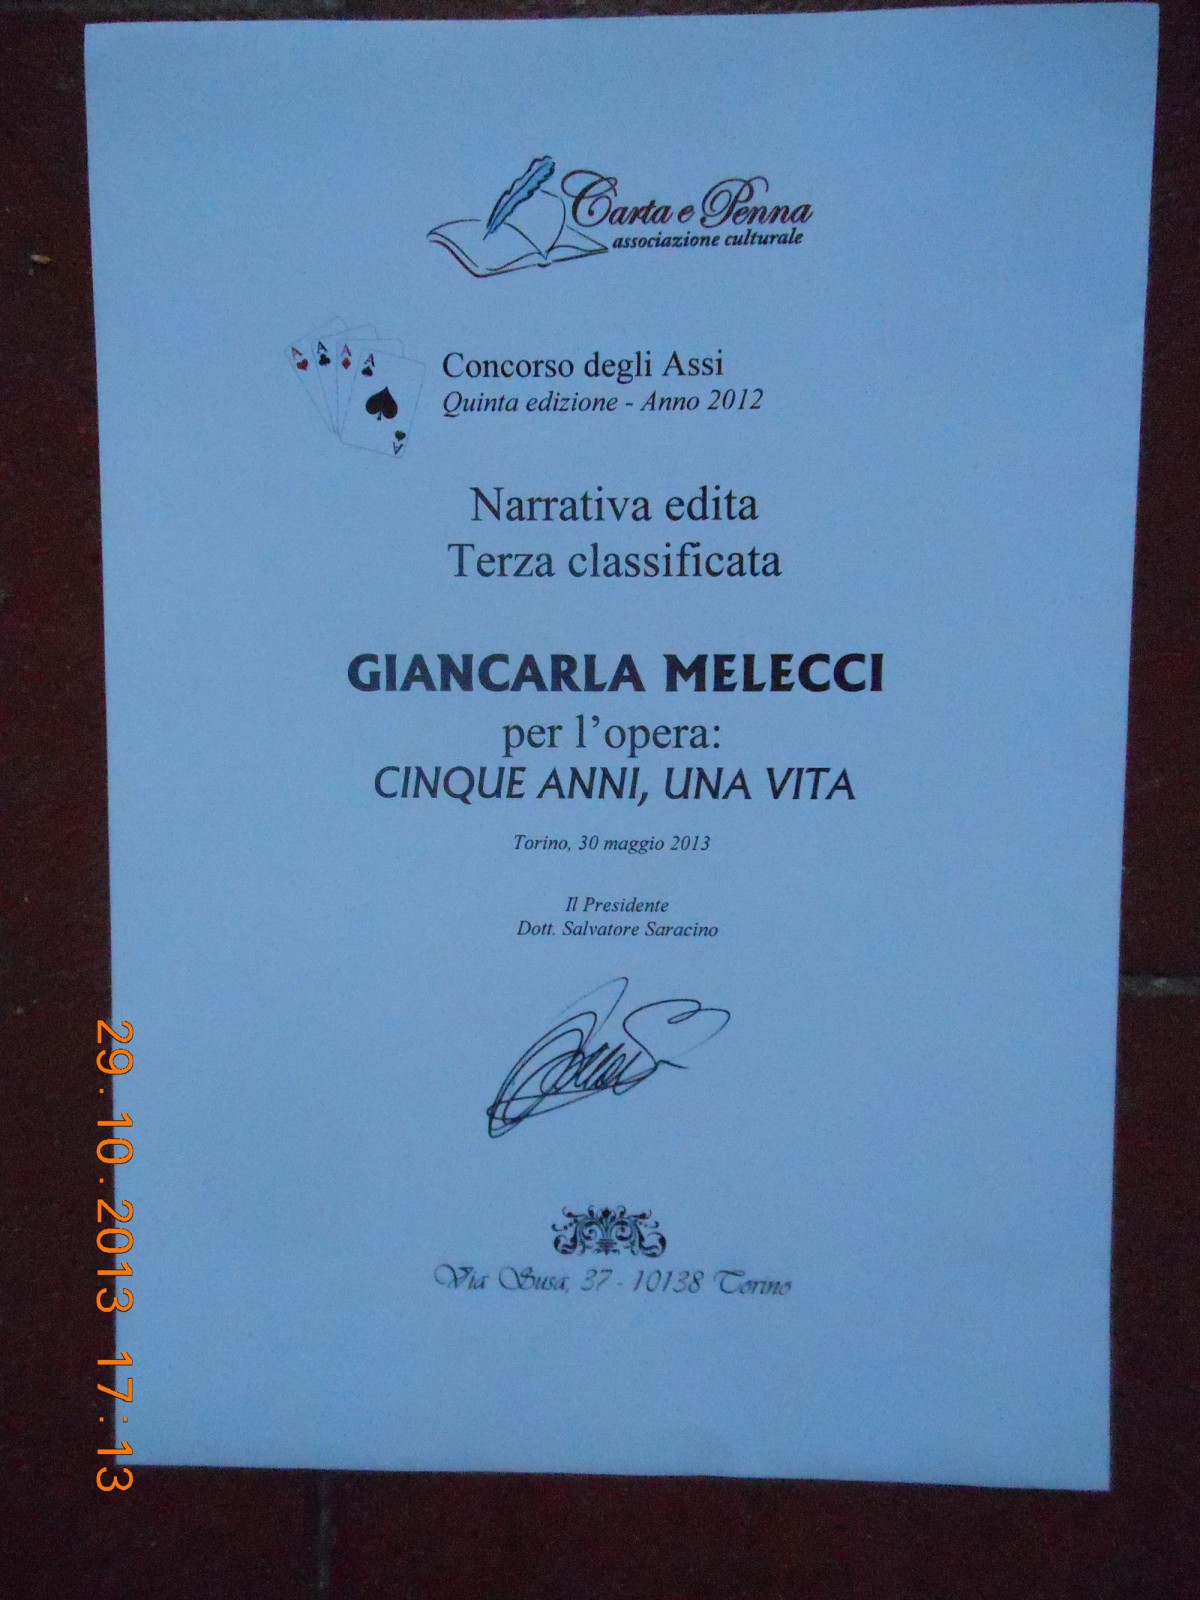 Carta e Penna
associazione culturale
A A A A
A
Concorso degli Assi
Quinta edizione - Anno 2012
Narrativa edita
Terza classificata
GIANCARLA MELECCI
per l'opera:
CINQUE ANNI, UNA VITA
Torino, 30 maggio 2013
Il Presidente
Dott. Salvatore Saracino
Via Susa, 37 - 10138 Torino
29.10.2013 17:13